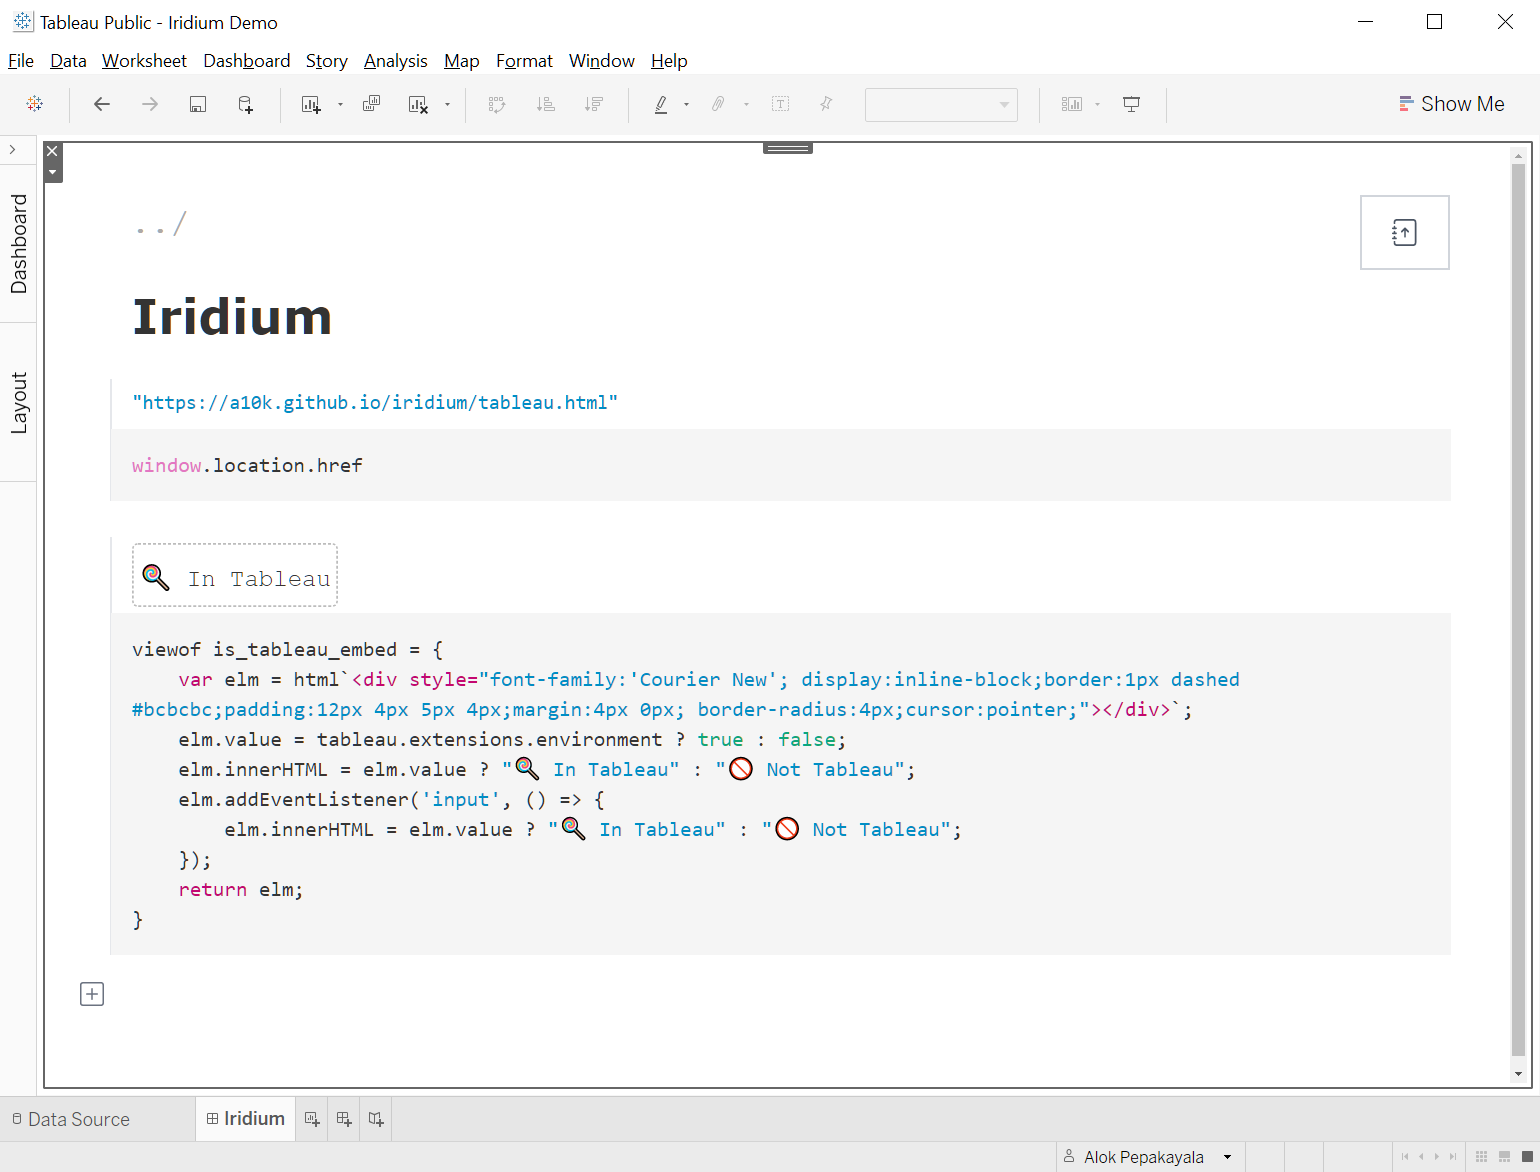 Tableau Public - Iridium Demo
File Data Worksheet Dashboard Story Analysis Map Format Window Help
Show Me
Dashboard
Layout
../
Iridium
"https://a10k.github.io/iridium/tableau.html"
window.location.href
🍭 In Tableau
viewof is_tableau_embed = {
    var elm = html`<div style="font-family:'Courier New'; display:inline-block;border:1px dashed
#bcbcbc;padding:12px 4px 5px 4px;margin:4px 0px; border-radius:4px;cursor:pointer;"></div>`;
    elm.value = tableau.extensions.environment ? true : false;
    elm.innerHTML = elm.value ? "🍭 In Tableau" : "🚫 Not Tableau";
    elm.addEventListener('input', () => {
        elm.innerHTML = elm.value ? "🍭 In Tableau" : "🚫 Not Tableau";
    });
    return elm;
}
Data Source
Iridium
Alok Pepakayala